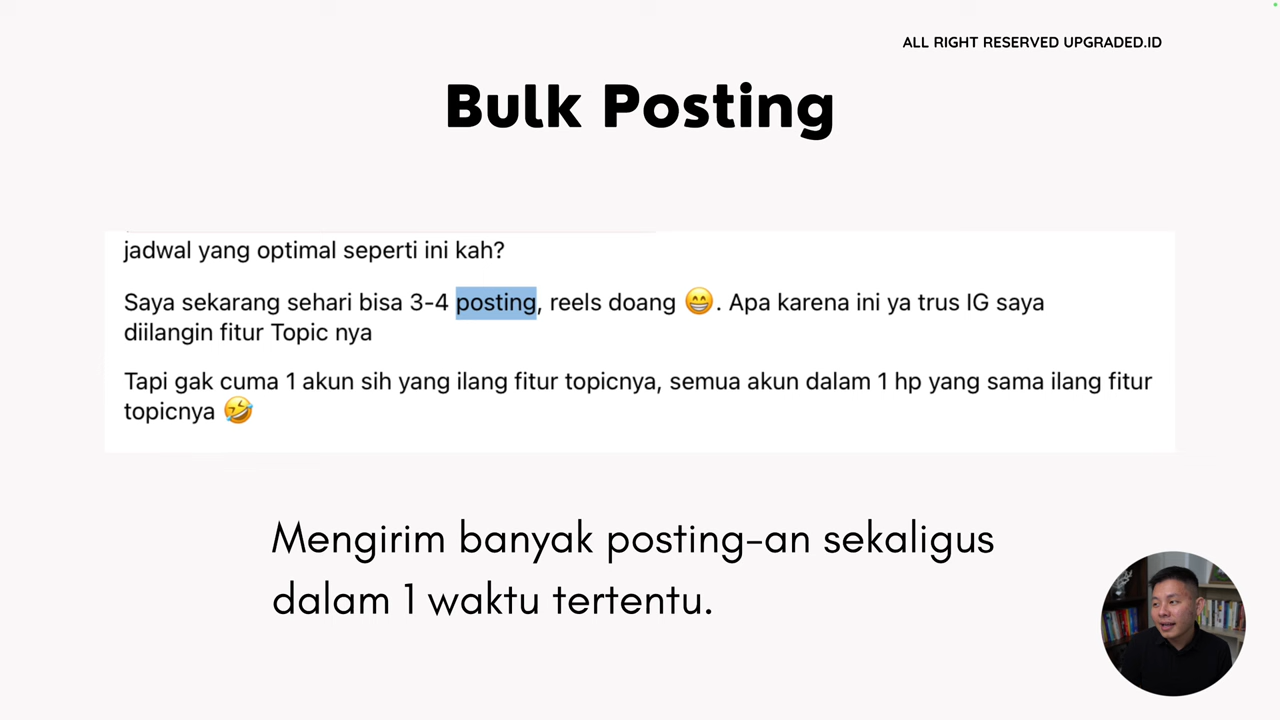 ALL RIGHT RESERVED UPGRADED.ID
Bulk Posting
jadwal yang optimal seperti ini kah?
Saya sekarang sehari bisa 3-4 posting, reels doang 😁. Apa karena ini ya trus IG saya
diilangin fitur Topic nya
Tapi gak cuma 1 akun sih yang ilang fitur topicnya, semua akun dalam 1 hp yang sama ilang fitur
topicnya 🤣
Mengirim banyak posting-an sekaligus
dalam 1 waktu tertentu.